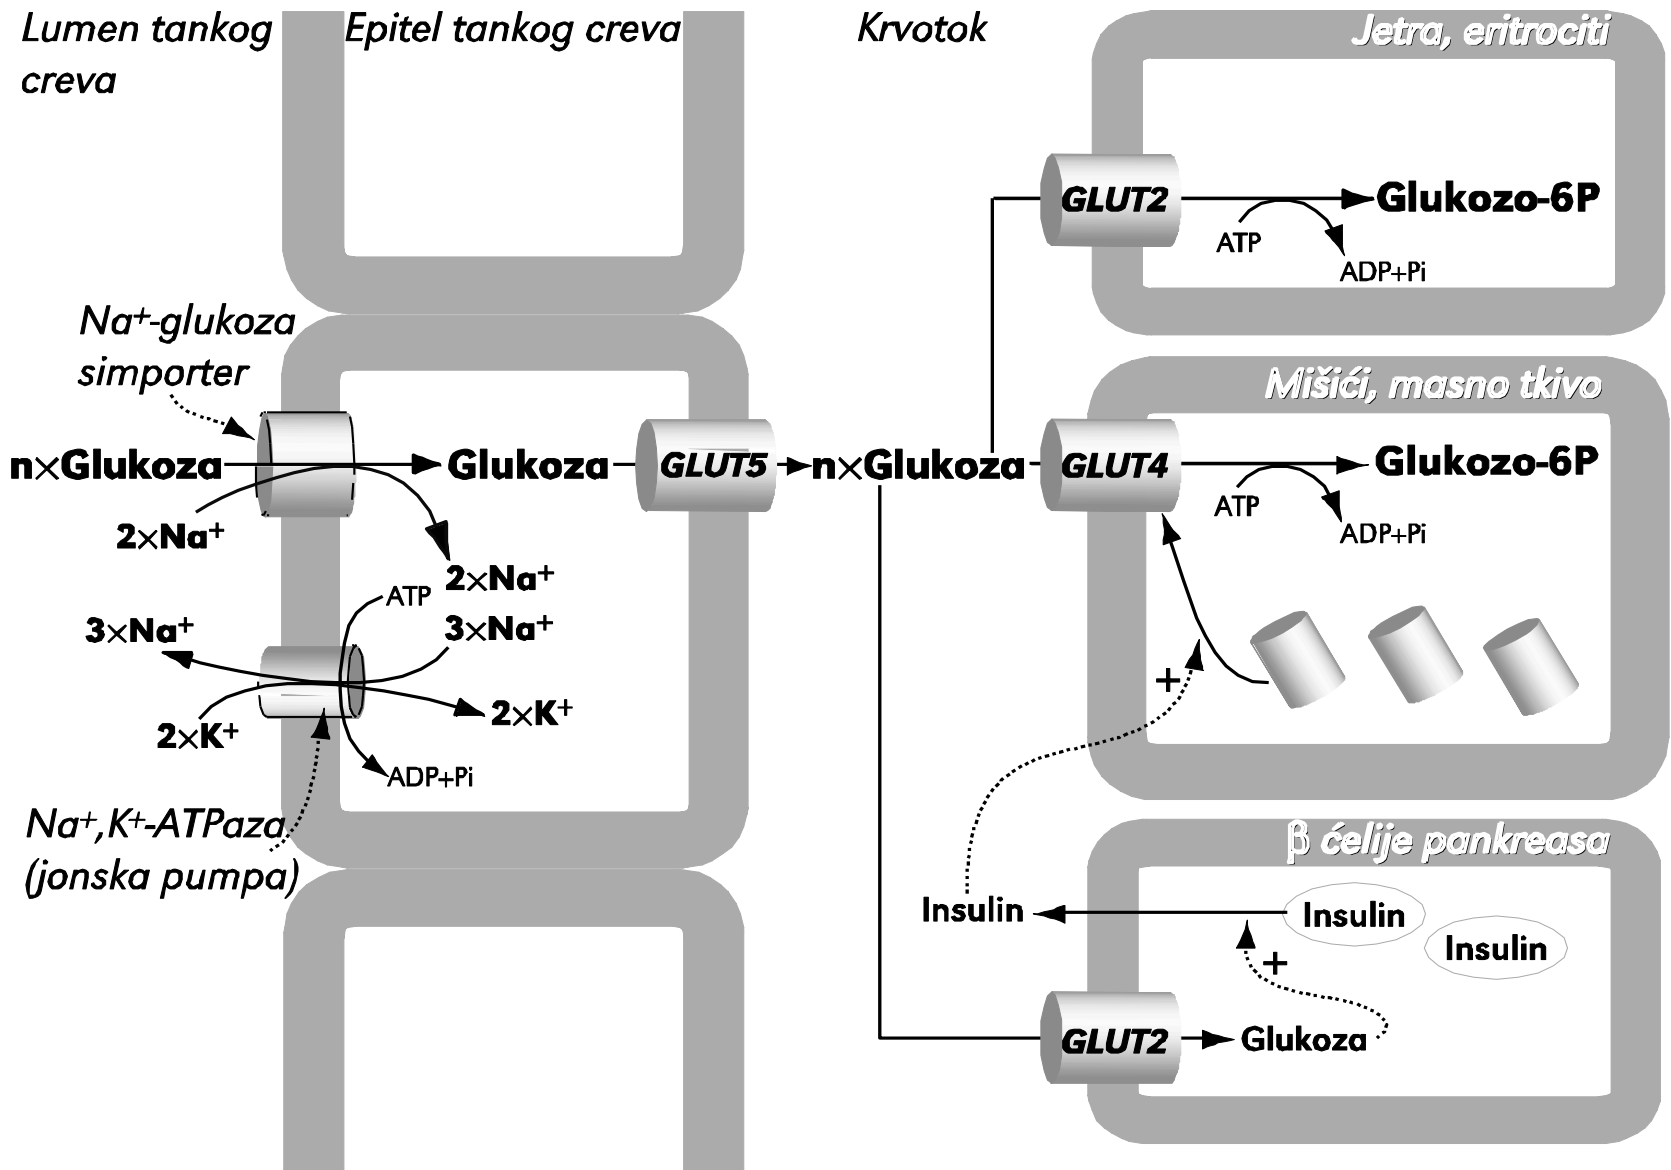 Lumen tankog
creva
Epitel tankog creva
Krvotok
Jetra, eritrociti
GLUT2
Glukozo-6P
ATP
ADP+Pi
Na⁺-glukoza
simporter
n×Glukoza
Glukoza
GLUT5
n×Glukoza
2×Na⁺
2×Na⁺
ATP
3×Na⁺
3×Na⁺
2×K⁺
2×K⁺
ADP+Pi
Na⁺,K⁺-ATPaza
(jonska pumpa)
Mišići, masno tkivo
GLUT4
Glukozo-6P
ATP
ADP+Pi
+
β ćelije pankreasa
Insulin
Insulin
Insulin
+
GLUT2
Glukoza